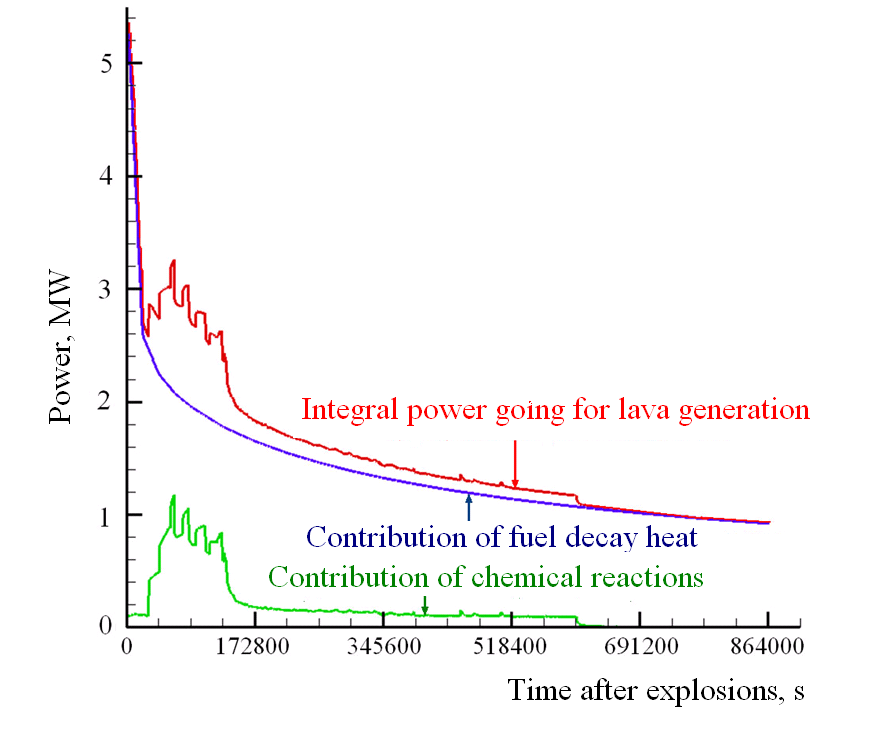 5
4
3
2
1
0
Power, MW
Integral power going for lava generation
Contribution of fuel decay heat
Contribution of chemical reactions
0 172800 345600 518400 691200 864000
Time after explosions, s